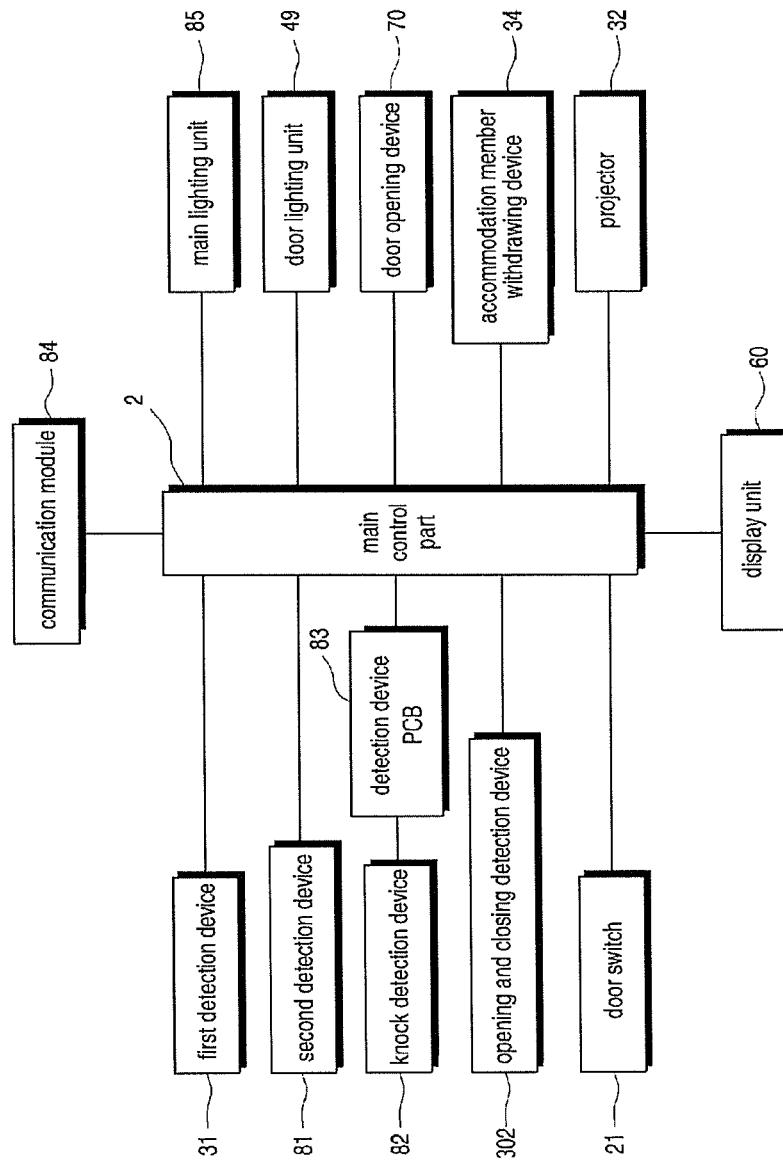 communication module
84
2
main
control
part
first detection device
31
second detection device
81
knock detection device
82
detection device
PCB
83
opening and closing detection device
302
door switch
21
main lighting unit
85
door lighting unit
49
door opening device
70
accommodation member
withdrawing device
34
projector
32
display unit
60